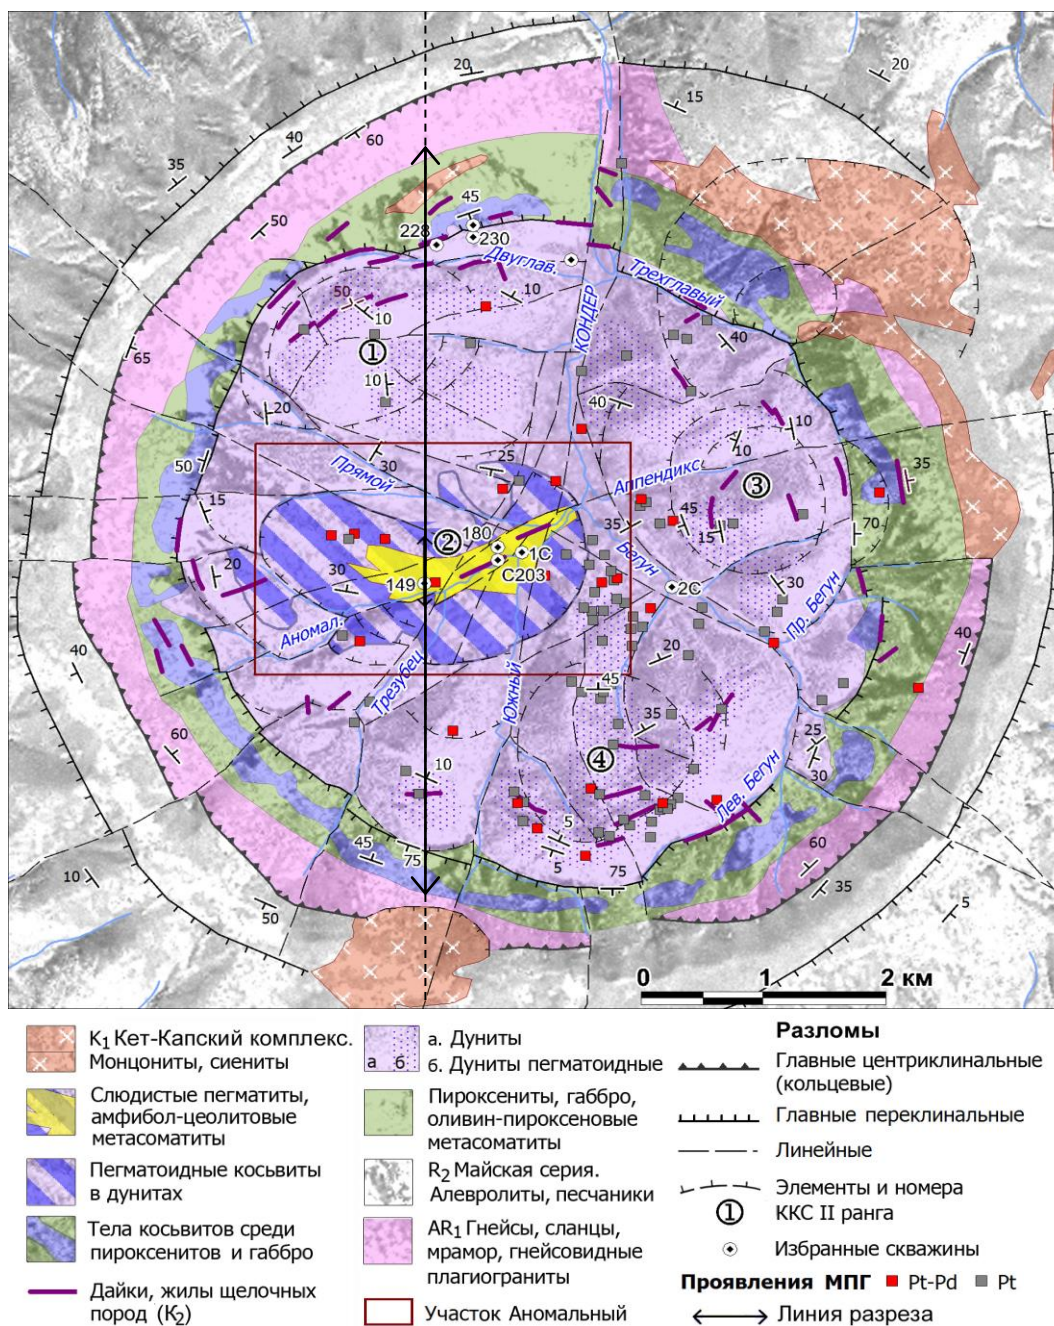 20
20
15
40
60
35
50
45
228
230
Двуглав.
Трехглавый
10
50
10
КОНДЕР
40
65
①
10
40
20
10
10
25
Аппендикс
50
Прямой
30
③
35
15
35
45
15
70
180
②
1С
Бегун
20
30
149
С203
2С
30
Пр. Бегун
Аномал.
40
20
40
Трезубец
Южный
45
35
60
25
10
④
30
Лев. Бегун
5
45
75
5
75
60
10
35
50
5
0 1 2 км
К₁ Кет-Капский комплекс.
Монцониты, сиениты
Слюдистые пегматиты,
амфибол-цеолитовые
метасоматиты
Пегматоидные косьвиты
в дунитах
Тела косьвитов среди
пироксенитов и габбро
Дайки, жилы щелочных
пород (К₂)
а б
а. Дуниты
б. Дуниты пегматоидные
Пироксениты, габбро,
оливин-пироксеновые
метасоматиты
R₂ Майская серия.
Алевролиты, песчаники
AR₁ Гнейсы, сланцы,
мрамор, гнейсовидные
плагиограниты
Участок Аномальный
Разломы
Главные центриклинальные
(кольцевые)
Главные переклинальные
Линейные
Элементы и номера
① ККС II ранга
Избранные скважины
Проявления МПГ Pt-Pd Pt
Линия разреза